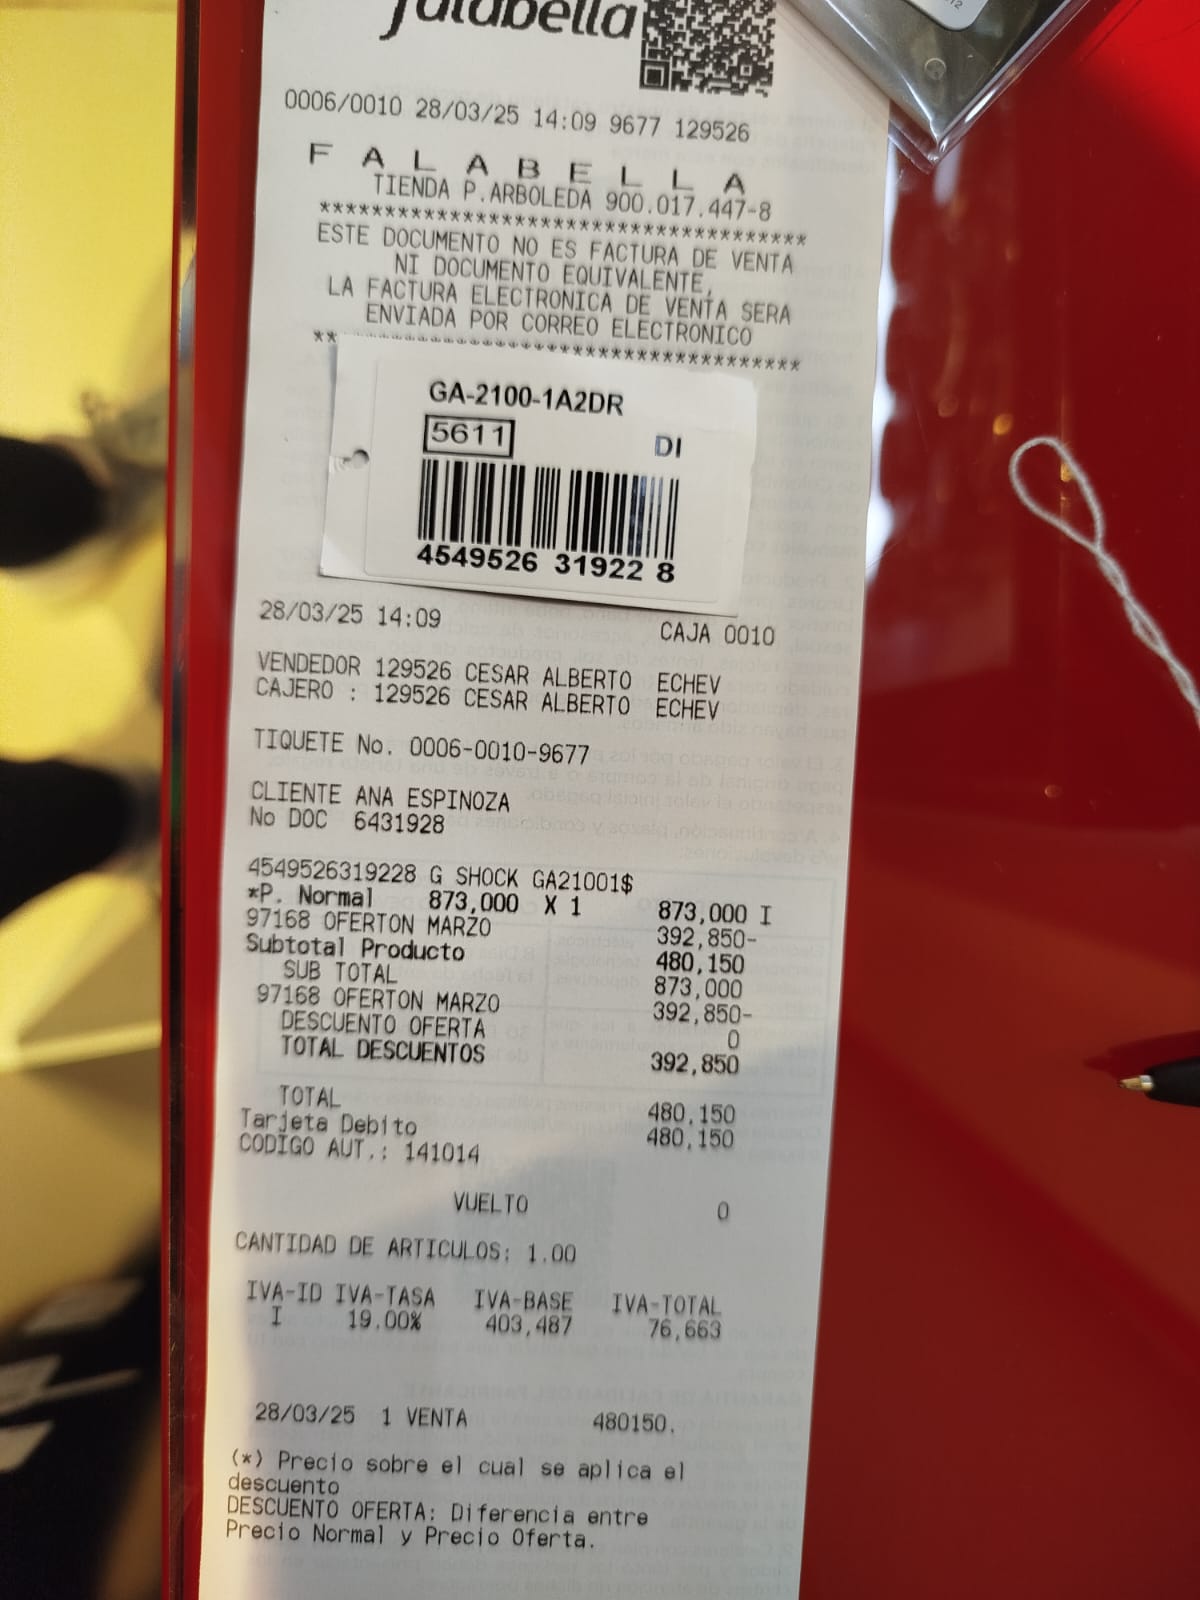 falabella
0006/0010 28/03/25 14:09 9677 129526
F A L A B E L L A
TIENDA P.ARBOLEDA 900.017.447-8
****************************************
ESTE DOCUMENTO NO ES FACTURA DE VENTA
NI DOCUMENTO EQUIVALENTE,
LA FACTURA ELECTRONICA DE VENTA SERA
ENVIADA POR CORREO ELECTRONICO
****************************************
GA-2100-1A2DR
5611 DI
4549526 31922 8
28/03/25 14:09 CAJA 0010
VENDEDOR 129526 CESAR ALBERTO ECHEV
CAJERO : 129526 CESAR ALBERTO ECHEV
TIQUETE No. 0006-0010-9677
CLIENTE ANA ESPINOZA
No DOC 6431928
4549526319228 G SHOCK GA21001$
*P. Normal 873,000 X 1 873,000 I
97168 OFERTON MARZO 392,850-
Subtotal Producto 480,150
SUB TOTAL 873,000
97168 OFERTON MARZO 392,850-
DESCUENTO OFERTA 0
TOTAL DESCUENTOS 392,850
TOTAL 480,150
Tarjeta Debito 480,150
CODIGO AUT.: 141014
VUELTO 0
CANTIDAD DE ARTICULOS: 1.00
IVA-ID IVA-TASA IVA-BASE IVA-TOTAL
I 19.00% 403,487 76,663
28/03/25 1 VENTA 480150.
(*) Precio sobre el cual se aplica el
descuento
DESCUENTO OFERTA: Diferencia entre
Precio Normal y Precio Oferta.